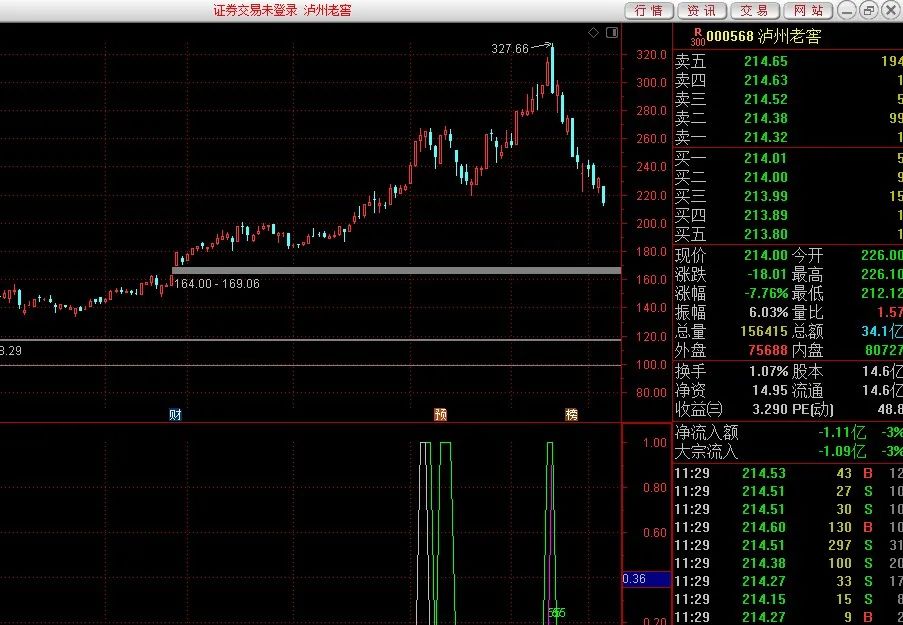 证券交易未登录 泸州老窖 行情 资讯 交易 网站
R 300 000568 泸州老窖
327.66
320.0
300.0
280.0
260.0
240.0
220.0
200.0
180.0
160.0
140.0
120.0
100.0
80.00
164.00 - 169.06
8.29
财 预 榜
1.00
0.80
0.60
0.36
0.20
卖五 214.65 194
卖四 214.63 1
卖三 214.52 5
卖二 214.38 99
卖一 214.32 1
买一 214.01 5
买二 214.00 9
买三 213.99 15
买四 213.89 1
买五 213.80 1
现价 214.00 今开 226.00
涨跌 -18.01 最高 226.10
涨幅 -7.76% 最低 212.12
振幅 6.03% 量比 1.57
总量 156415 总额 34.1亿
外盘 75688 内盘 80727
换手 1.07% 股本 14.6亿
净资 14.95 流通 14.6亿
收益㈢ 3.290 PE(动) 48.8
净流入额 -1.11亿 -3%
大宗流入 -1.09亿 -3%
11:29 214.53 43 B 12
11:29 214.51 27 S 10
11:29 214.51 30 S 10
11:29 214.60 130 B 10
11:29 214.51 297 S 31
11:29 214.38 100 S 20
11:29 214.27 33 S 17
11:29 214.15 15 S 8
11:29 214.27 9 B 2